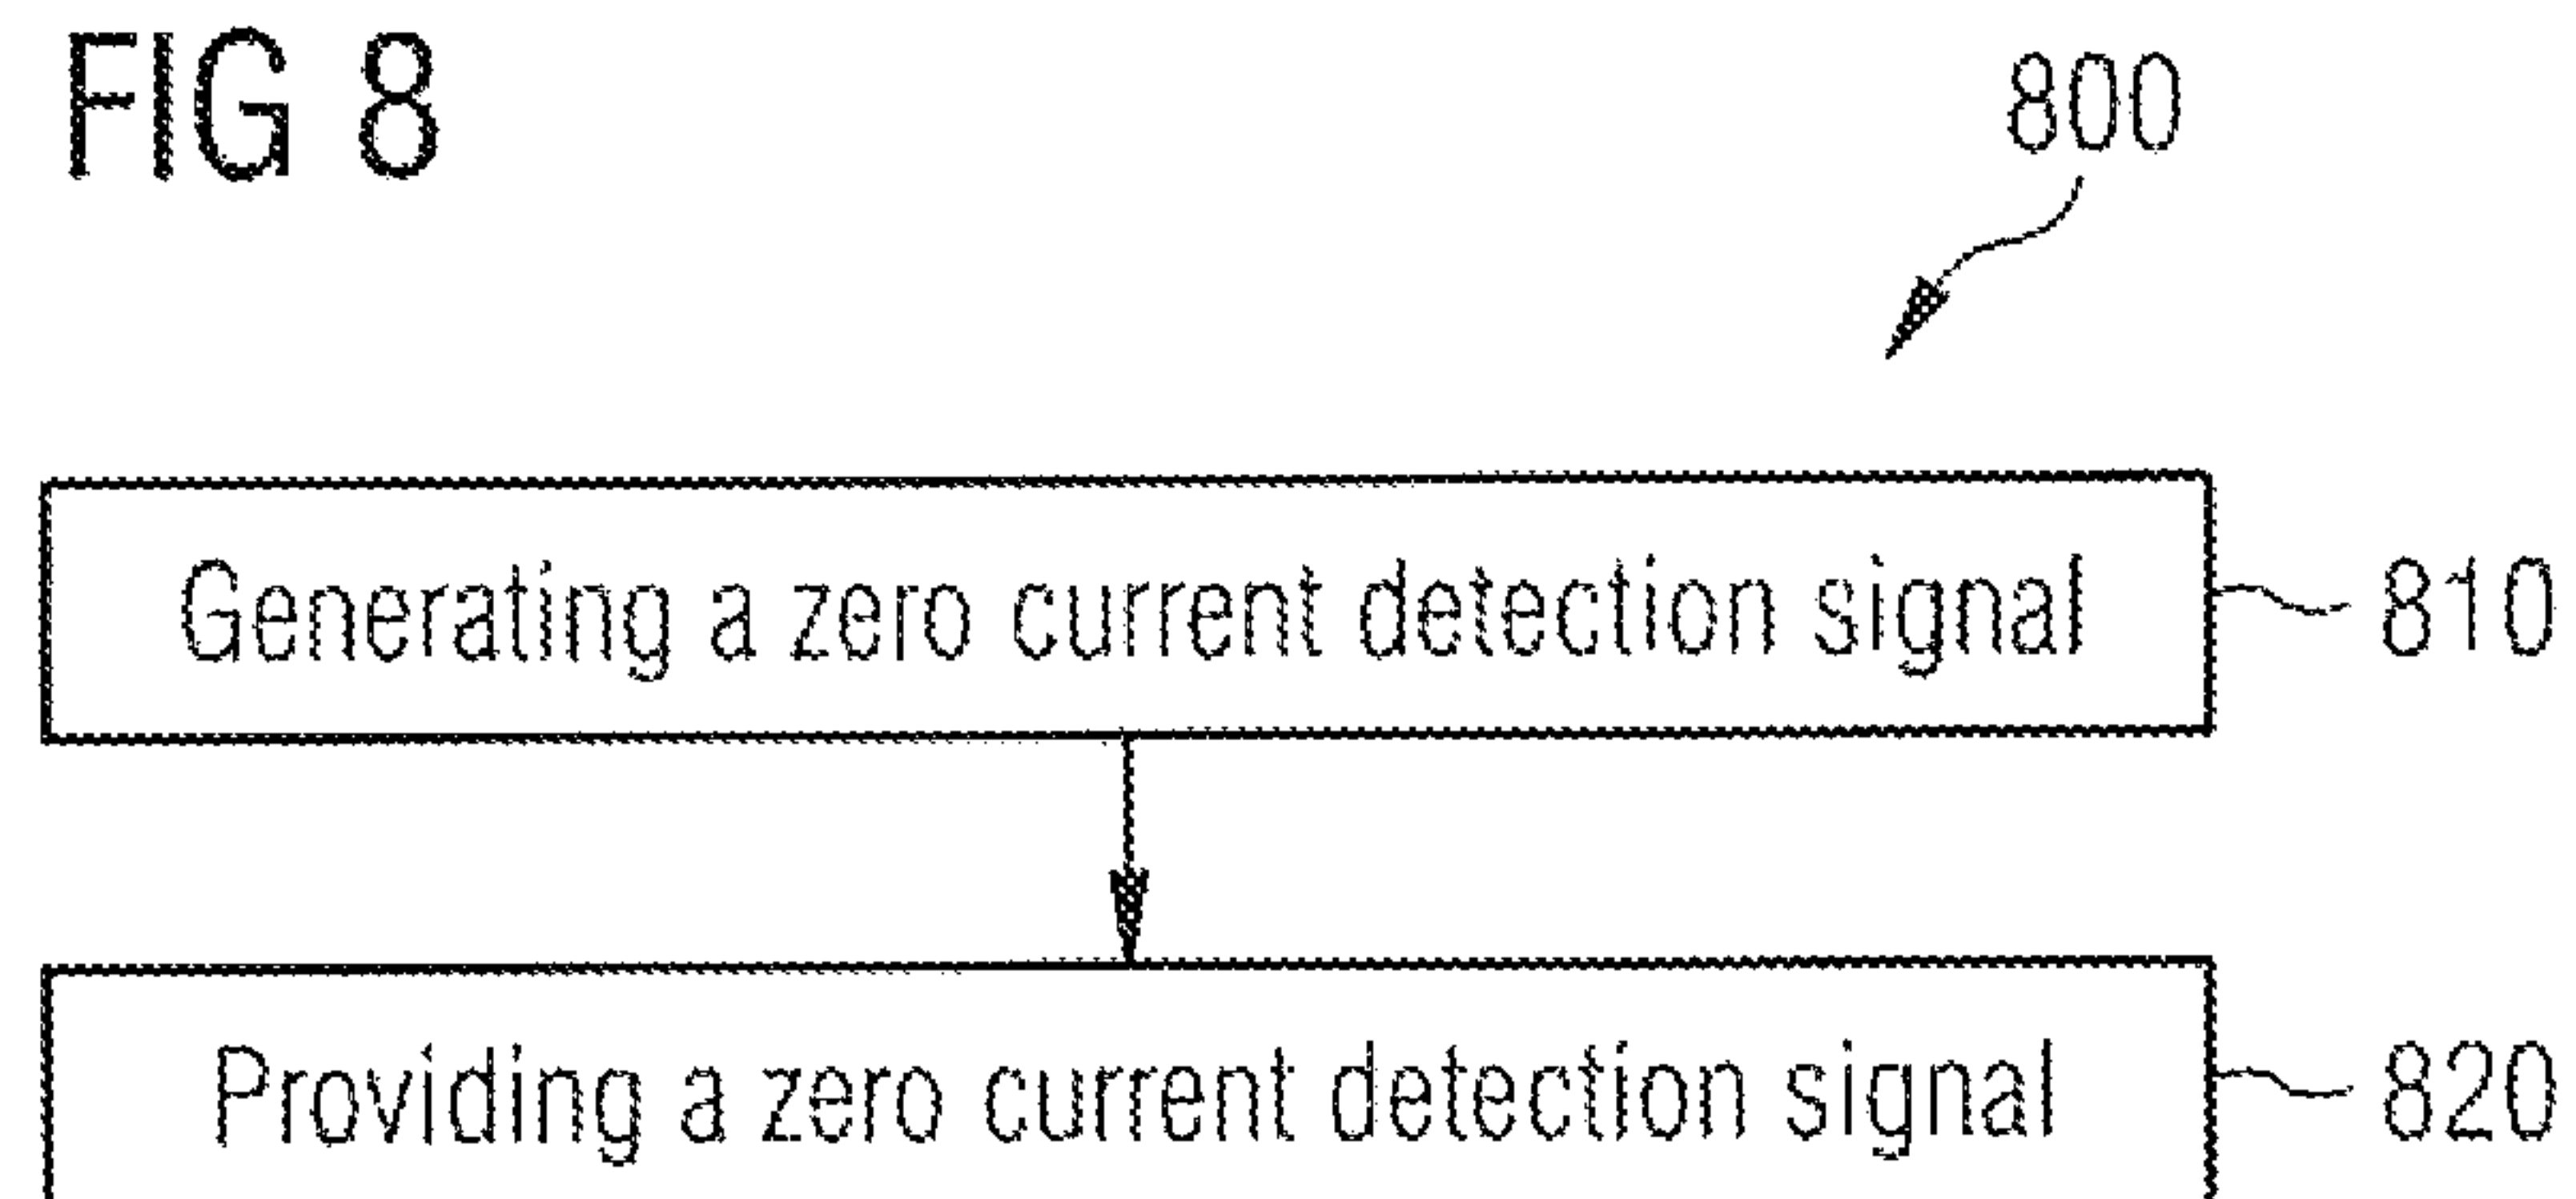 FIG 8
800
Generating a zero current detection signal
810
Providing a zero current detection signal
820